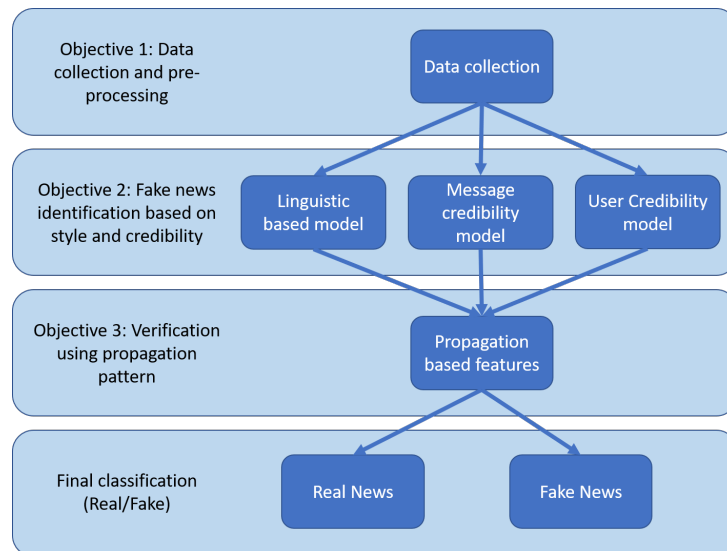 Objective 1: Data
collection and pre-
processing
Data collection
Objective 2: Fake news
identification based on
style and credibility
Linguistic
based model
Message
credibility
model
User Credibility
model
Objective 3: Verification
using propagation
pattern
Propagation
based features
Final classification
(Real/Fake)
Real News
Fake News